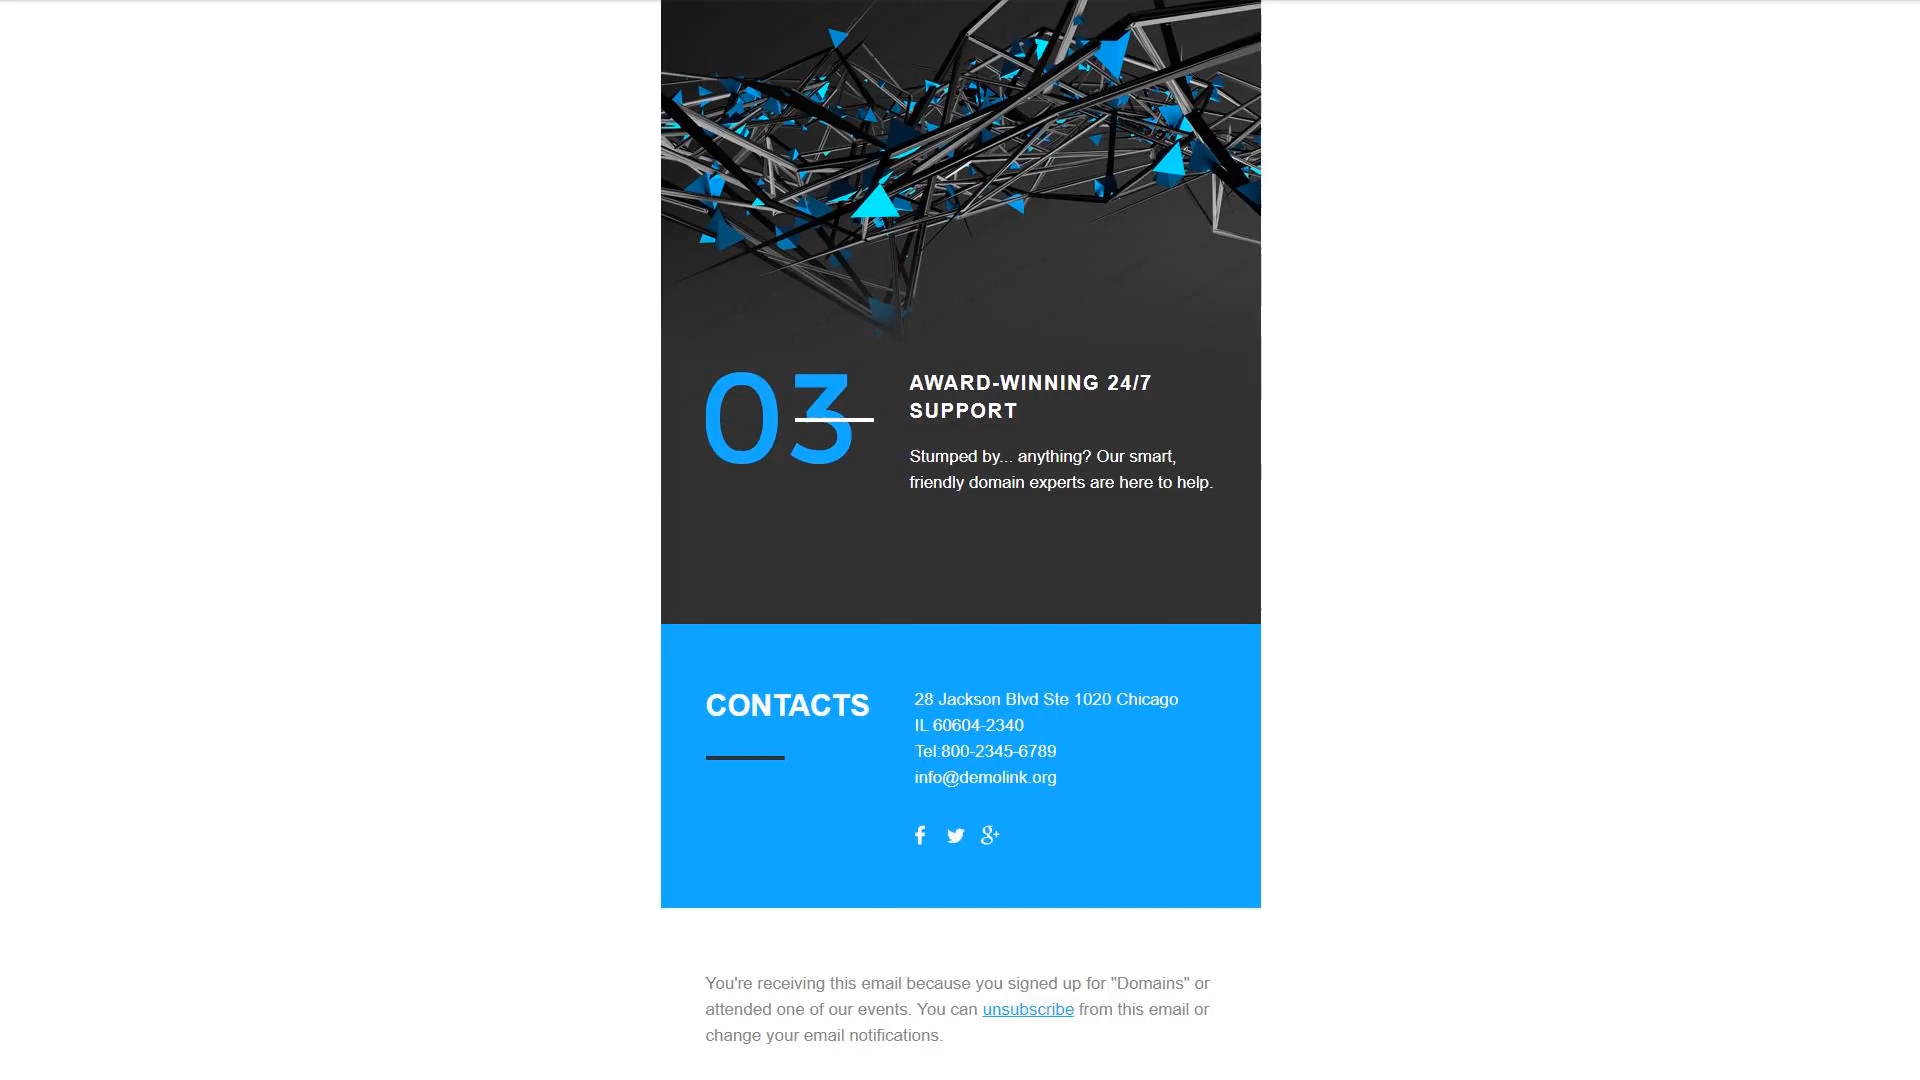 03
AWARD-WINNING 24/7
SUPPORT
Stumped by... anything? Our smart,
friendly domain experts are here to help.
CONTACTS
28 Jackson Blvd Ste 1020 Chicago
IL 60604-2340
Tel:800-2345-6789
info@demolink.org
You're receiving this email because you signed up for "Domains" or
attended one of our events. You can unsubscribe from this email or
change your email notifications.